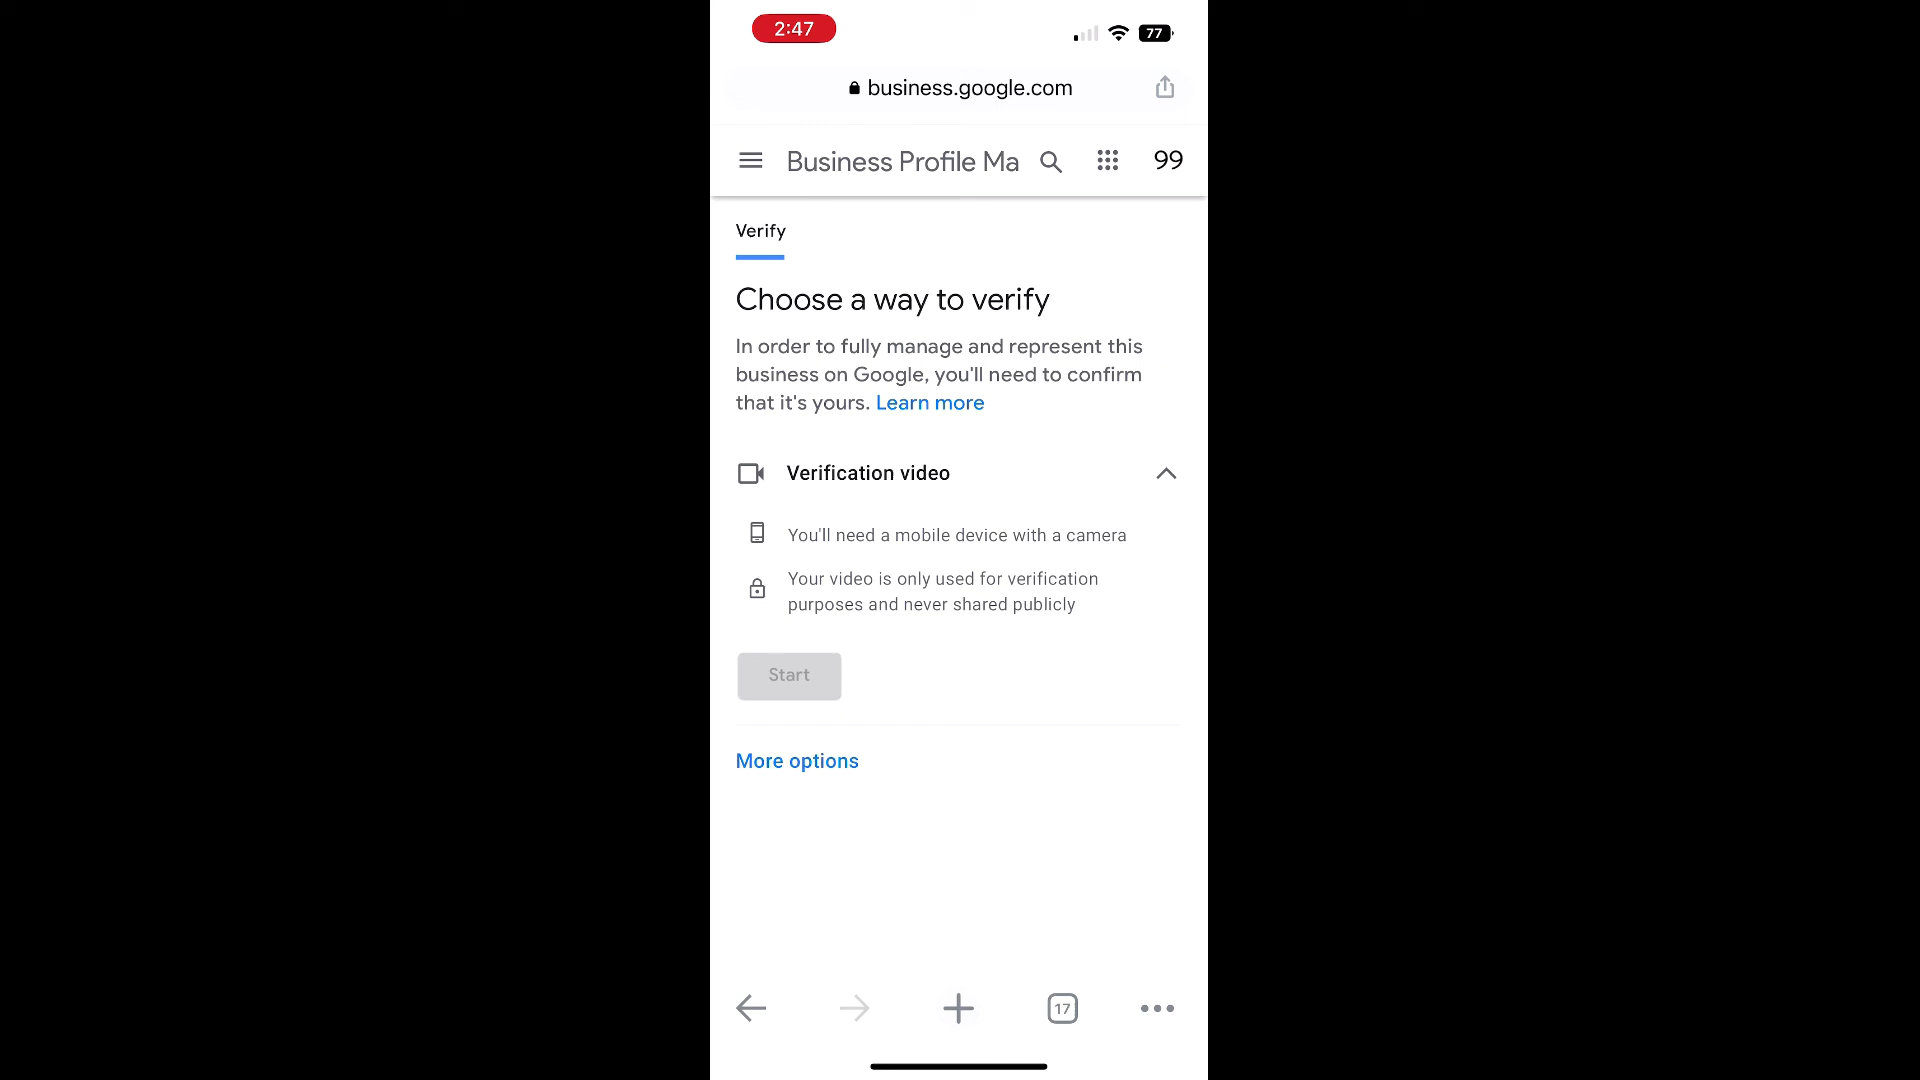 2:47
77
business.google.com
Business Profile Ma
99
Verify
Choose a way to verify
In order to fully manage and represent this
business on Google, you'll need to confirm
that it's yours. Learn more
Verification video
You'll need a mobile device with a camera
Your video is only used for verification
purposes and never shared publicly
Start
More options
17